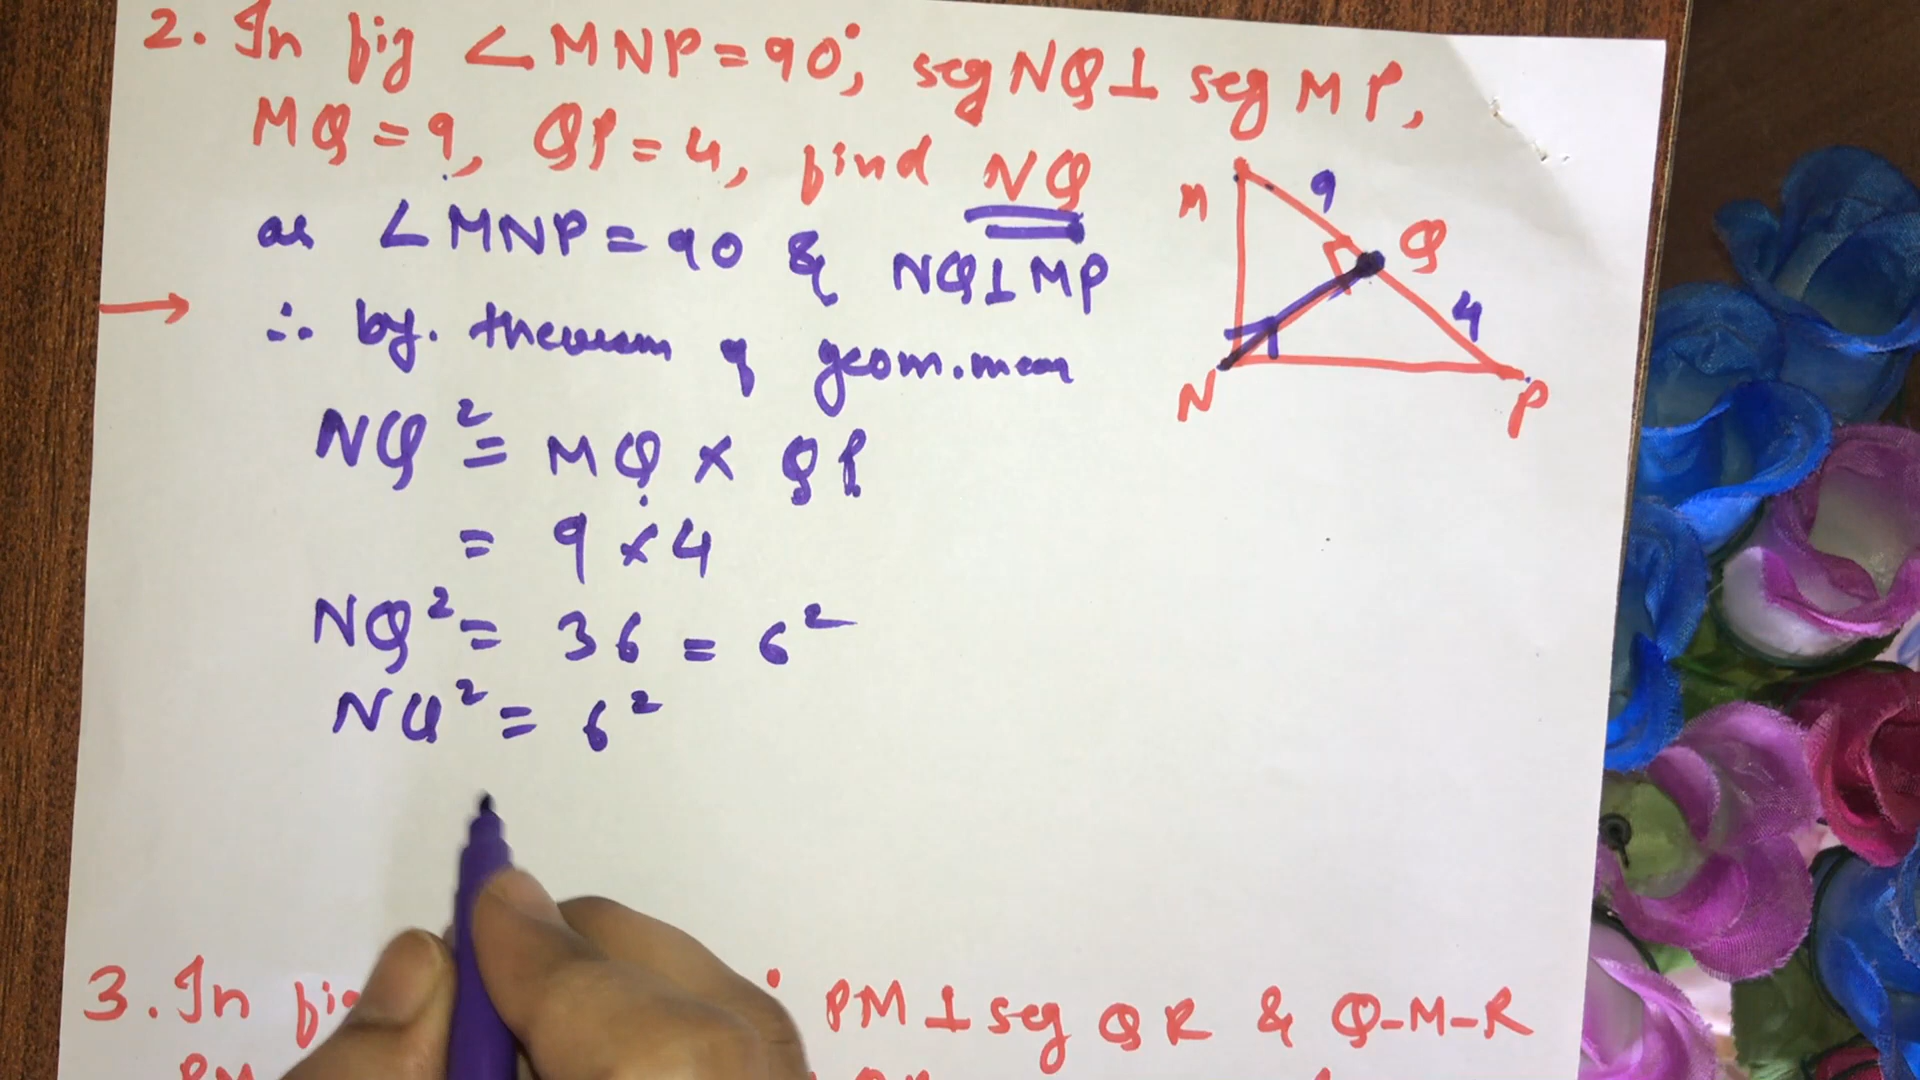 2. In fig ∠MNP = 90°, seg NQ ⊥ seg MP,
MQ = 9, QP = 4, find NQ
as ∠MNP = 90 & NQ ⊥ MP
∴ by. theorem of geom. mean
NQ² = MQ × QP
= 9 × 4
NQ² = 36 = 6²
NQ² = 6²
M 9 Q
4
N P
3. In fig PM ⊥ seg QR & Q-M-R